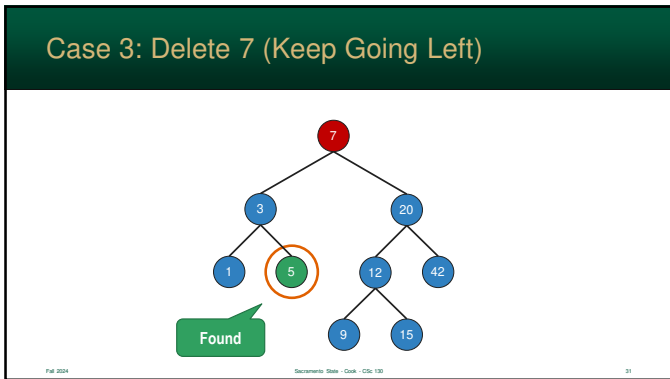 Case 3: Delete 7 (Keep Going Left)
7
3
20
1
5
12
42
Found
9
15
Fall 2024
Sacramento State - Cook - CSc 130
31